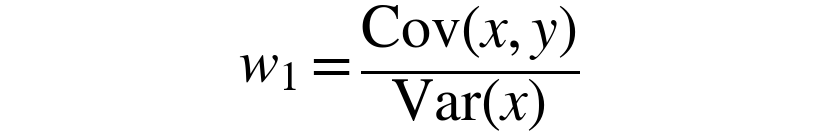 w₁ = Cov(x, y) / Var(x)